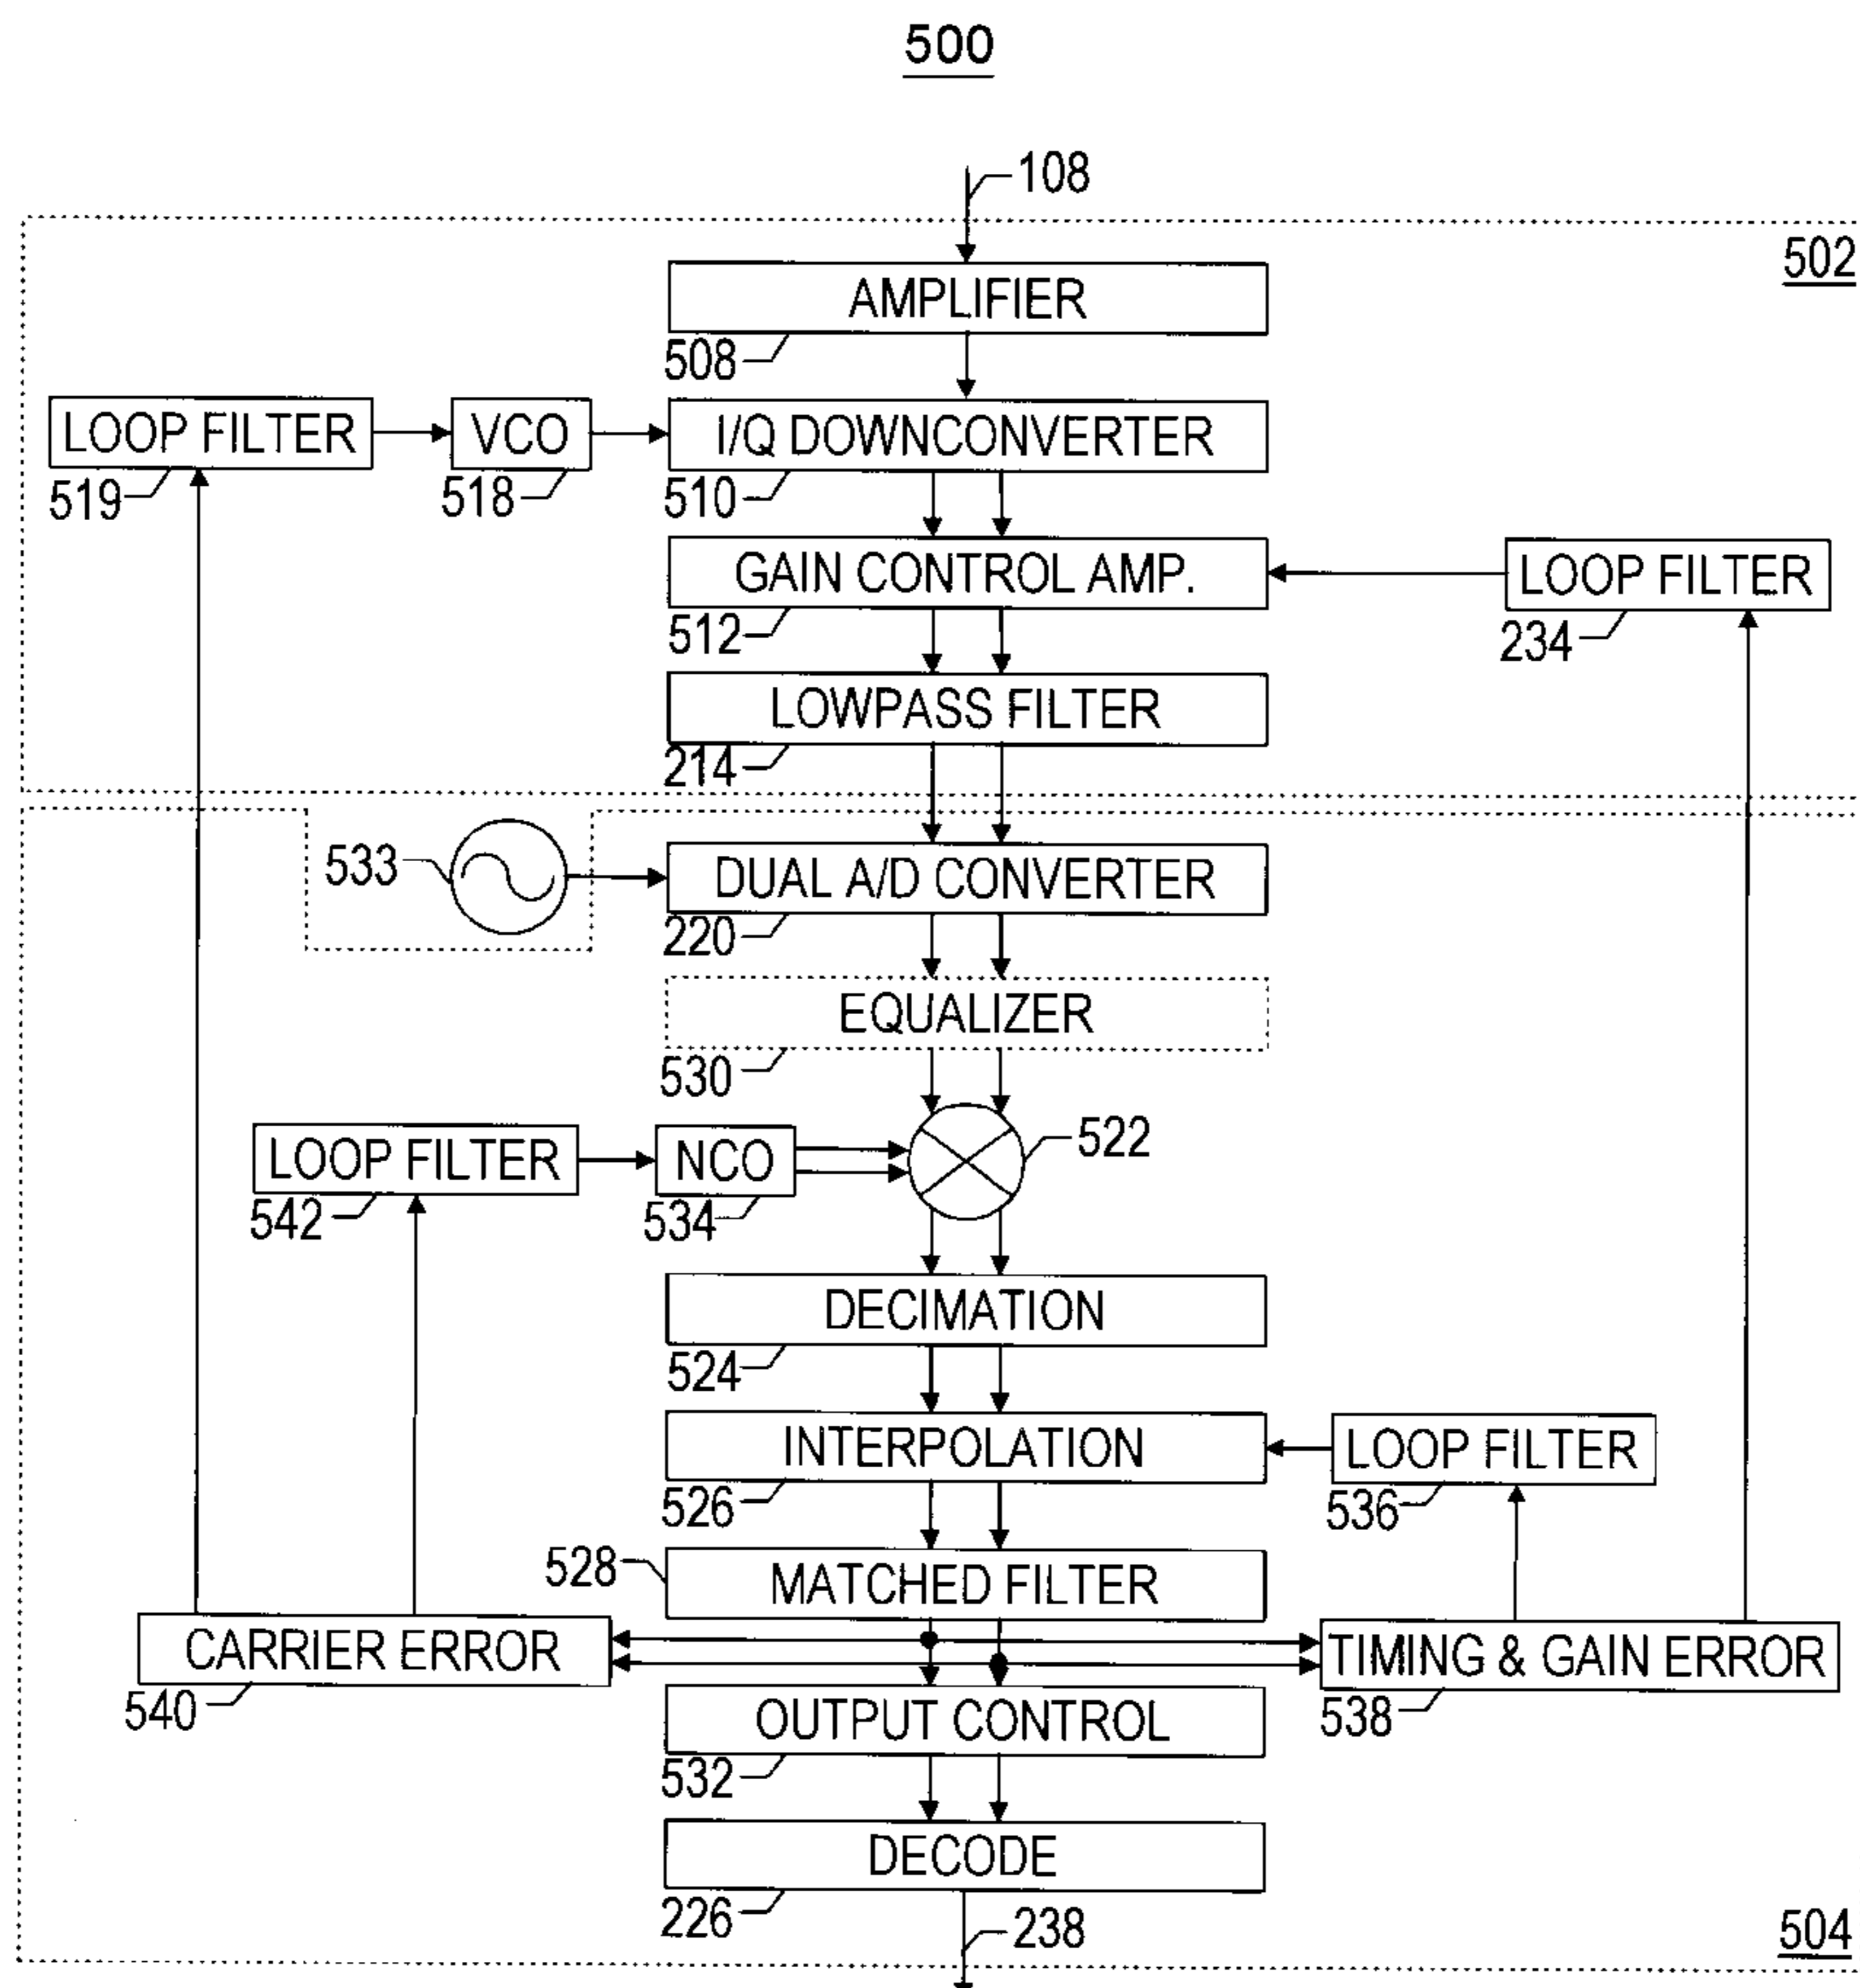 500
108
502
AMPLIFIER
508
LOOP FILTER
519
VCO
518
I/Q DOWNCONVERTER
510
GAIN CONTROL AMP.
512
LOOP FILTER
234
LOWPASS FILTER
214
533
DUAL A/D CONVERTER
220
EQUALIZER
530
LOOP FILTER
542
NCO
534
522
DECIMATION
524
INTERPOLATION
526
LOOP FILTER
536
528
MATCHED FILTER
CARRIER ERROR
540
TIMING & GAIN ERROR
538
OUTPUT CONTROL
532
DECODE
226
238
504